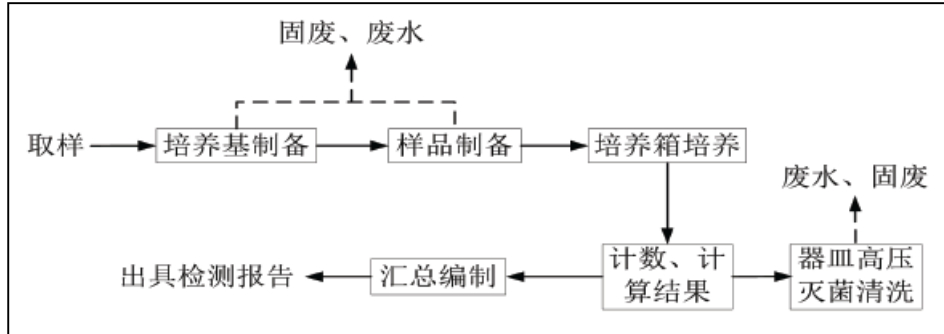 固废、废水
取样
培养基制备
样品制备
培养箱培养
废水、固废
出具检测报告
汇总编制
计数、计
算结果
器皿高压
灭菌清洗